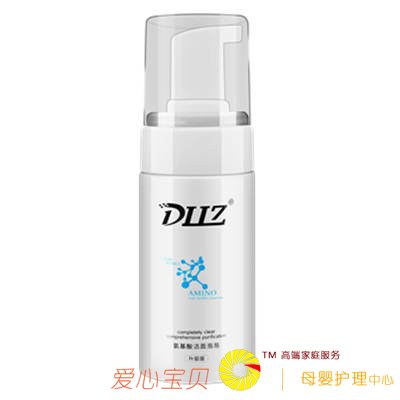 DLLZ®
AMINO
completely clear
comprehensive purification
氨基酸洁面泡泡
TM 高端家庭服务
爱心宝贝
母婴护理中心